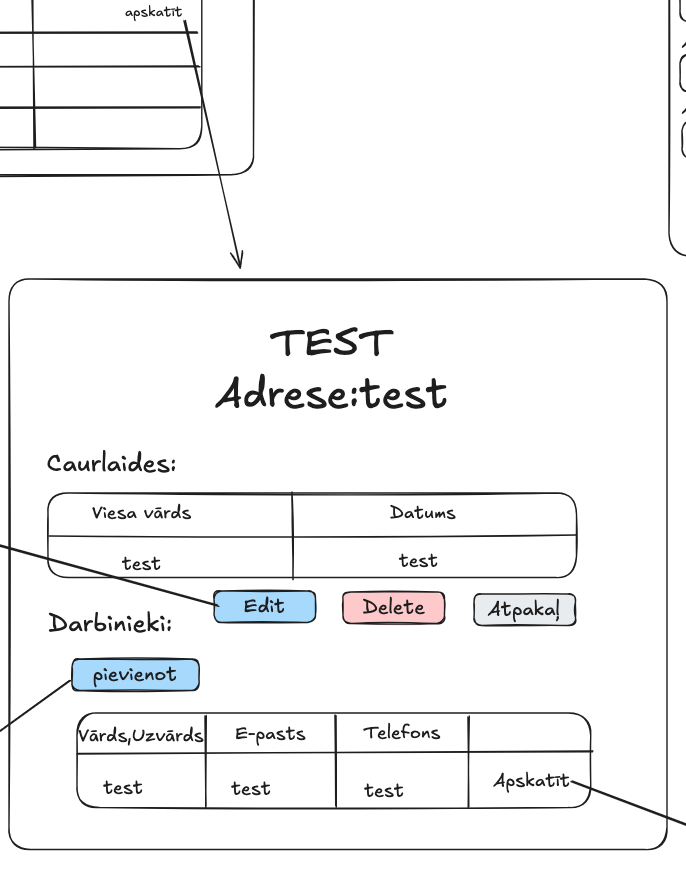 apskatīt
TEST
Adrese:test
Caurlaides:
Viesa vārds Datums
test test
Edit Delete Atpakaļ
Darbinieki:
pievienot
Vārds,Uzvārds E-pasts Telefons
test test test Apskatīt